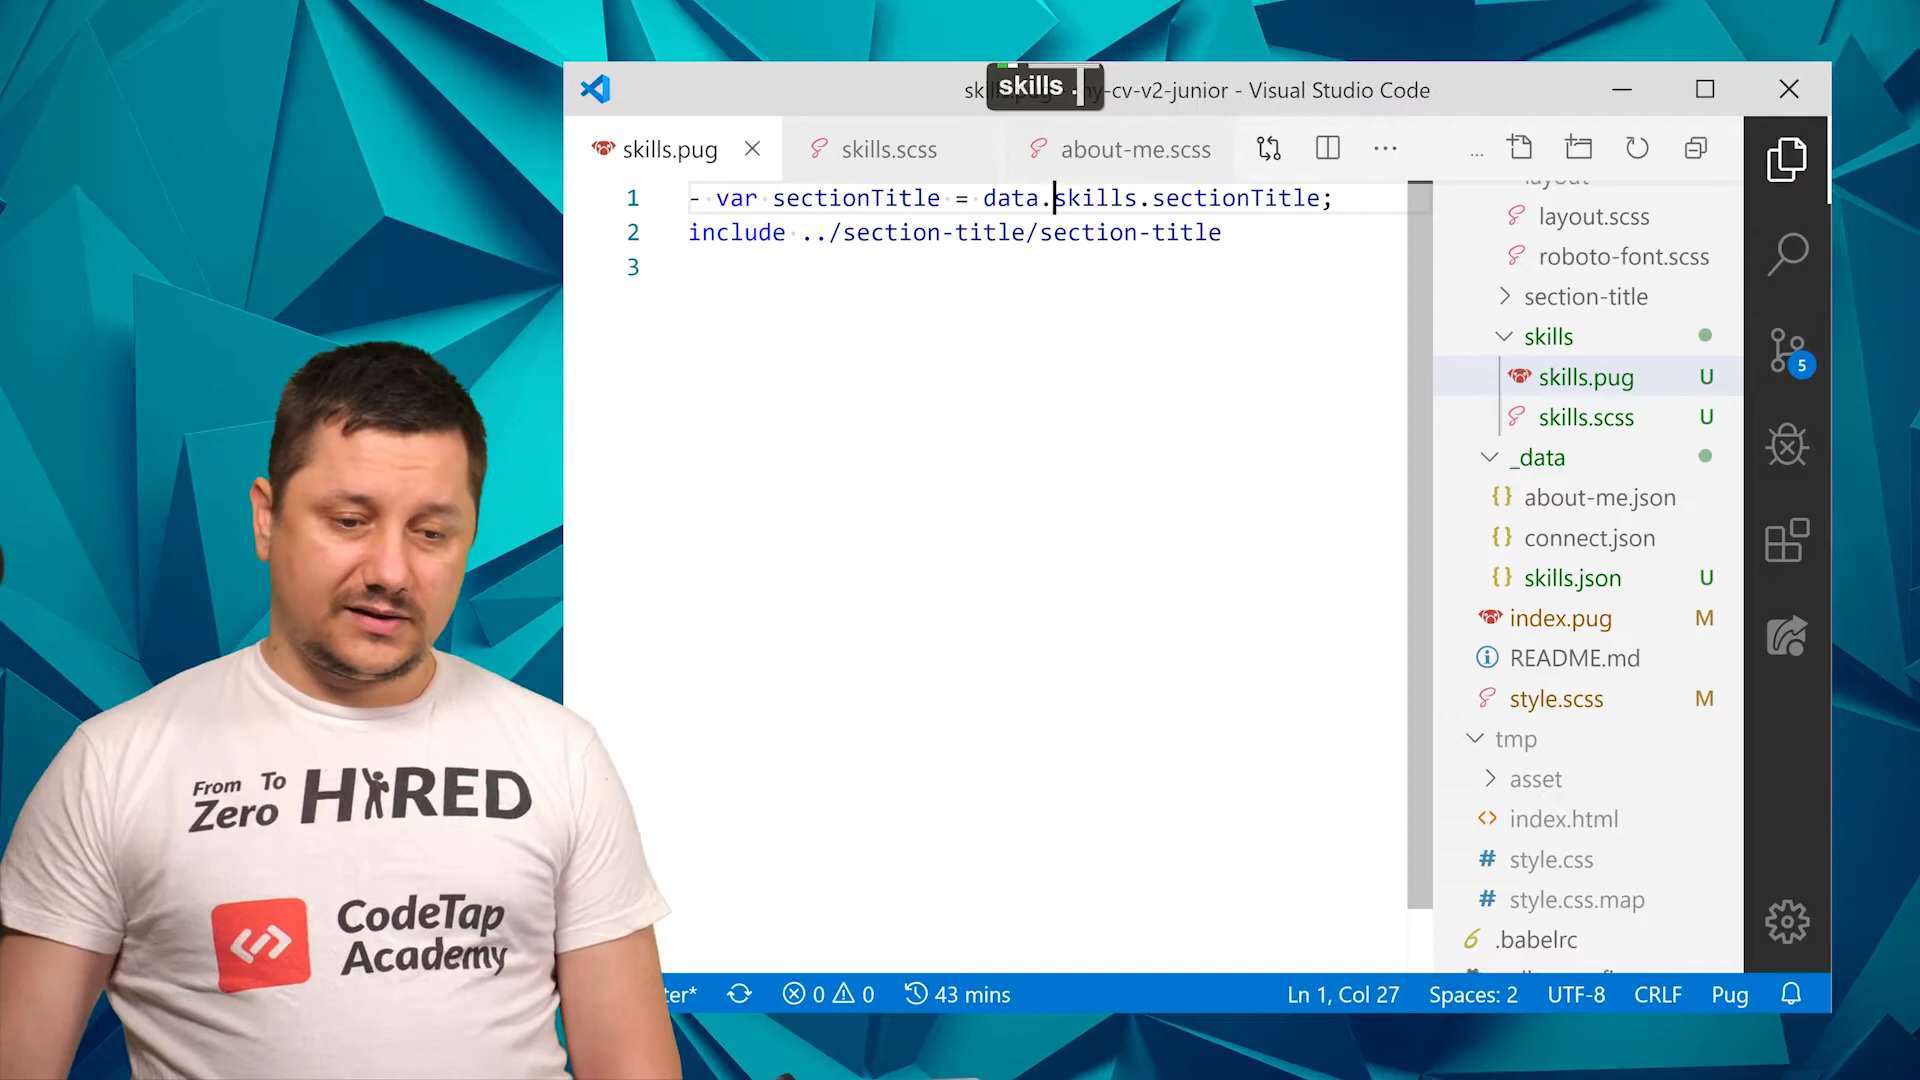 skills .
sk
my-cv-v2-junior - Visual Studio Code
skills.pug
skills.scss
about-me.scss
1 - var sectionTitle = data.skills.sectionTitle;
2 include ../section-title/section-title
3
layout
layout.scss
roboto-font.scss
section-title
skills
skills.pug U
skills.scss U
_data
about-me.json
connect.json
skills.json U
index.pug M
README.md
style.scss M
tmp
asset
index.html
style.css
style.css.map
.babelrc
5
ter* 0 0 43 mins Ln 1, Col 27 Spaces: 2 UTF-8 CRLF Pug
From To
Zero HIRED
CodeTap
Academy